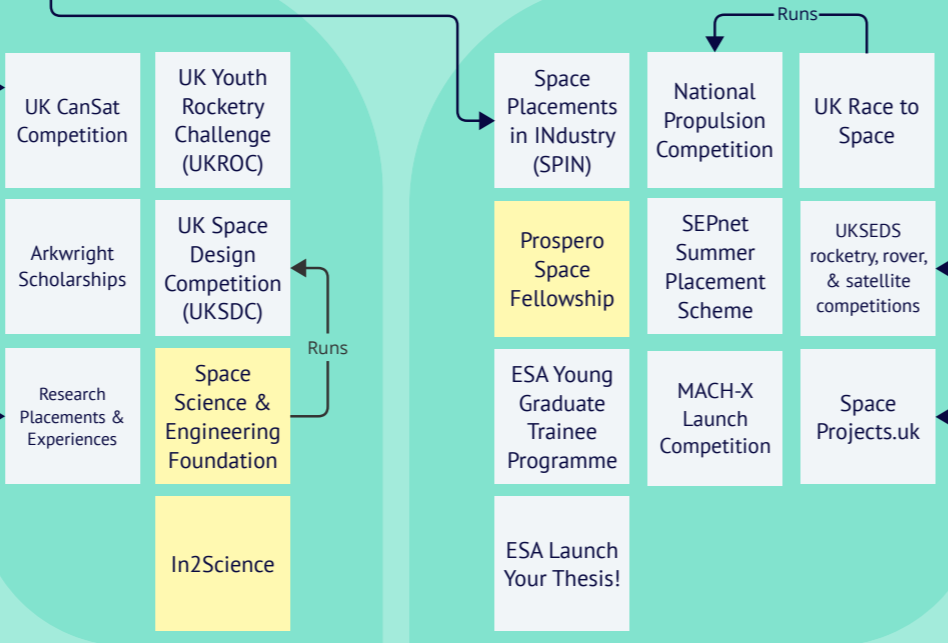 Runs
UK CanSat
Competition
UK Youth
Rocketry
Challenge
(UKROC)
Space
Placements
in INdustry
(SPIN)
National
Propulsion
Competition
UK Race to
Space
Arkwright
Scholarships
UK Space
Design
Competition
(UKSDC)
Prospero
Space
Fellowship
SEPnet
Summer
Placement
Scheme
UKSEDS
rocketry, rover,
& satellite
competitions
Runs
Research
Placements &
Experiences
Space
Science &
Engineering
Foundation
ESA Young
Graduate
Trainee
Programme
MACH-X
Launch
Competition
Space
Projects.uk
In2Science
ESA Launch
Your Thesis!